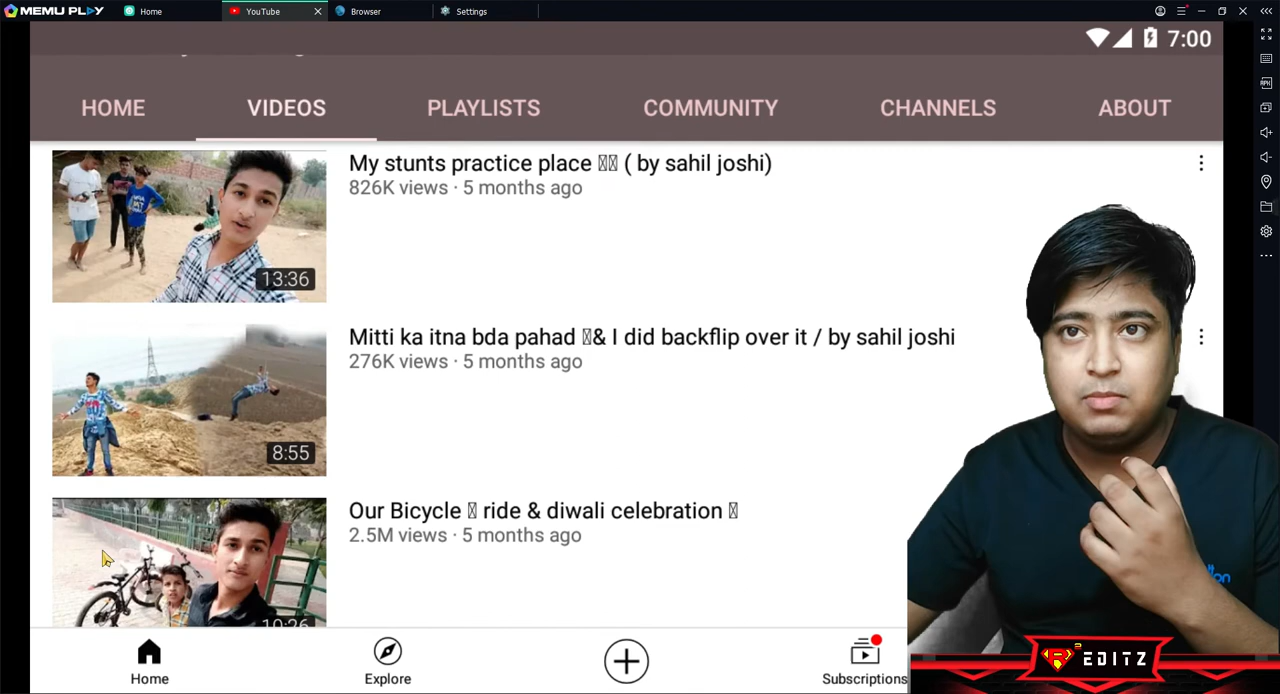 MEMU PLAY Home YouTube Browser Settings
7:00
HOME VIDEOS PLAYLISTS COMMUNITY CHANNELS ABOUT
My stunts practice place ( by sahil joshi)
826K views · 5 months ago
13:36
Mitti ka itna bda pahad & I did backflip over it / by sahil joshi
276K views · 5 months ago
8:55
Our Bicycle ride & diwali celebration
2.5M views · 5 months ago
10:26
Home Explore Subscriptions
R EDITZ